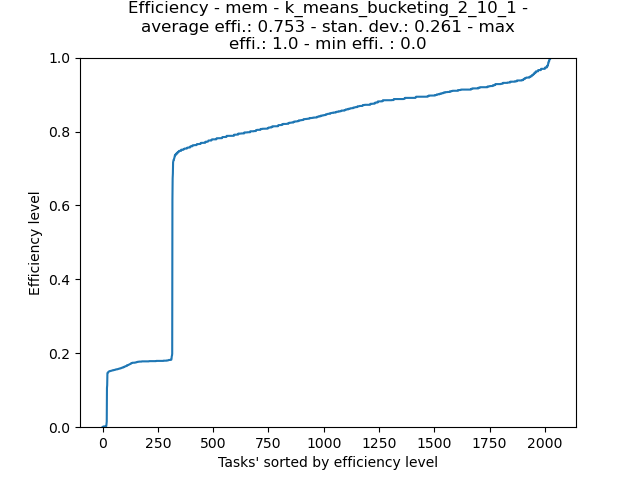 Efficiency - mem - k_means_bucketing_2_10_1 -
average effi.: 0.753 - stan. dev.: 0.261 - max
effi.: 1.0 - min effi. : 0.0
1.0
0.8
0.6
0.4
0.2
0.0
Efficiency level
0 250 500 750 1000 1250 1500 1750 2000
Tasks' sorted by efficiency level